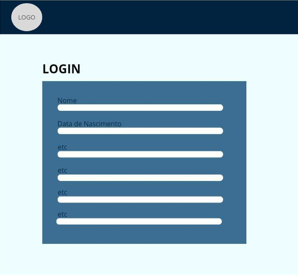 LOGO
LOGIN
Nome
Data de Nascimento
etc
etc
etc
etc